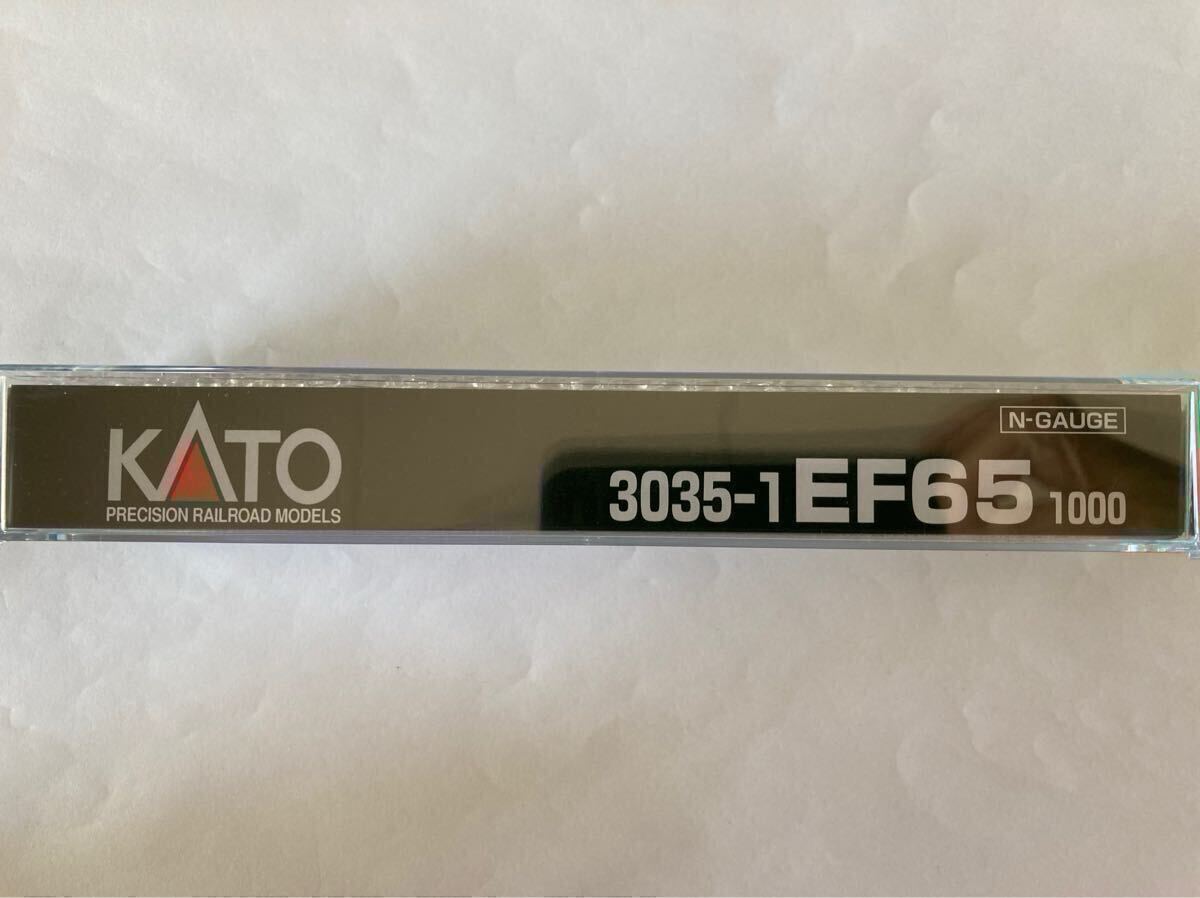 KATO
PRECISION RAILROAD MODELS
N-GAUGE
3035-1 EF65 1000